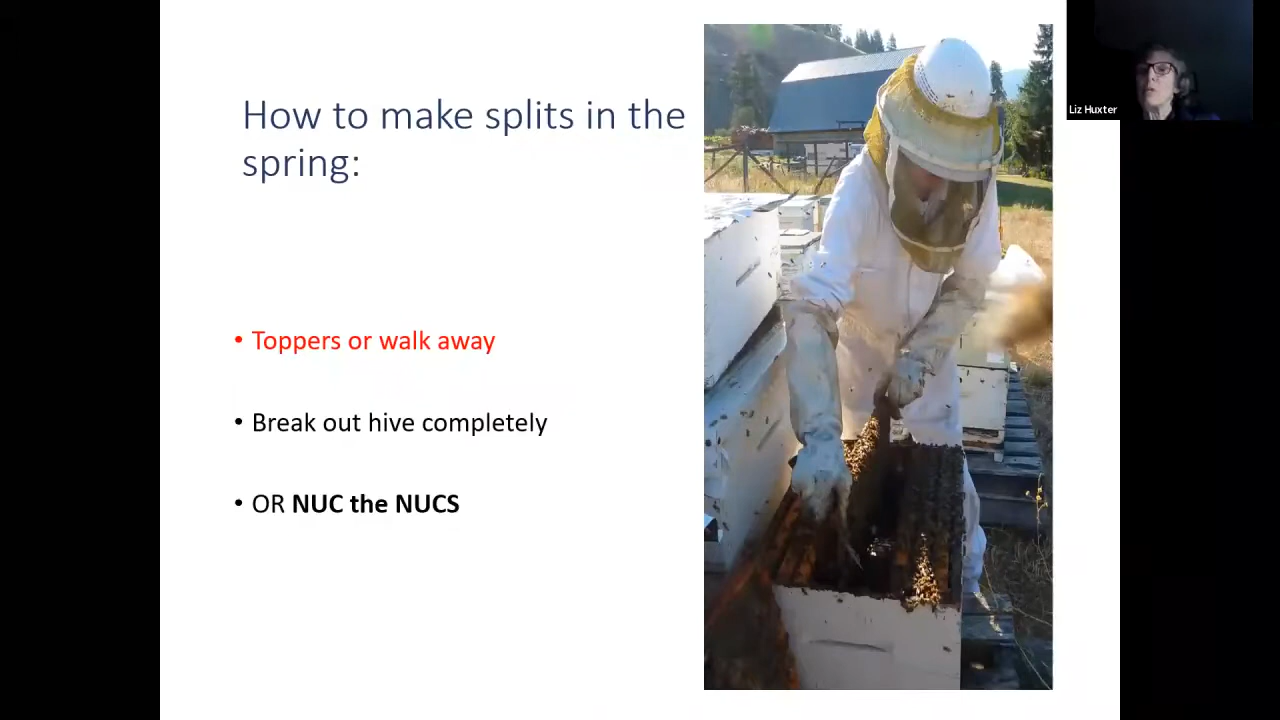 How to make splits in the
spring:
• Toppers or walk away
• Break out hive completely
• OR NUC the NUCS
Liz Huxter